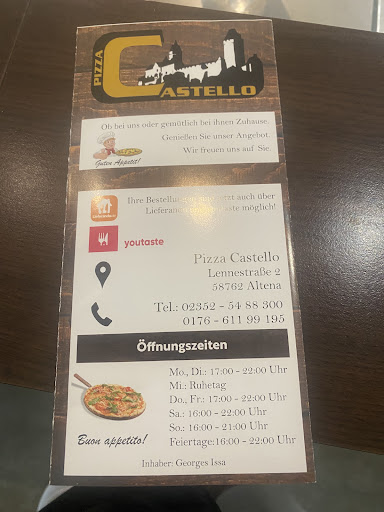 PIZZA
CASTELLO
Ob bei uns oder gemütlich bei ihnen Zuhause.
Genießen Sie unser Angebot.
Wir freuen uns auf Sie.
Guten Appetit!
Ihre Bestellung auch über
möglich!
youtaste
Pizza Castello
Lennestraße 2
58762 Altena
Tel.: 02352 - 54 88 300
0176 - 611 99 195
Öffnungszeiten
Mo., Di.: 17:00 - 22:00 Uhr
Mi.: Ruhetag
Do., Fr.: 17:00 - 22:00 Uhr
Sa.: 16:00 - 22:00 Uhr
So.: 16:00 - 21:00 Uhr
Feiertage:16:00 - 22:00 Uhr
Buon appetito!
Inhaber: Georges Issa